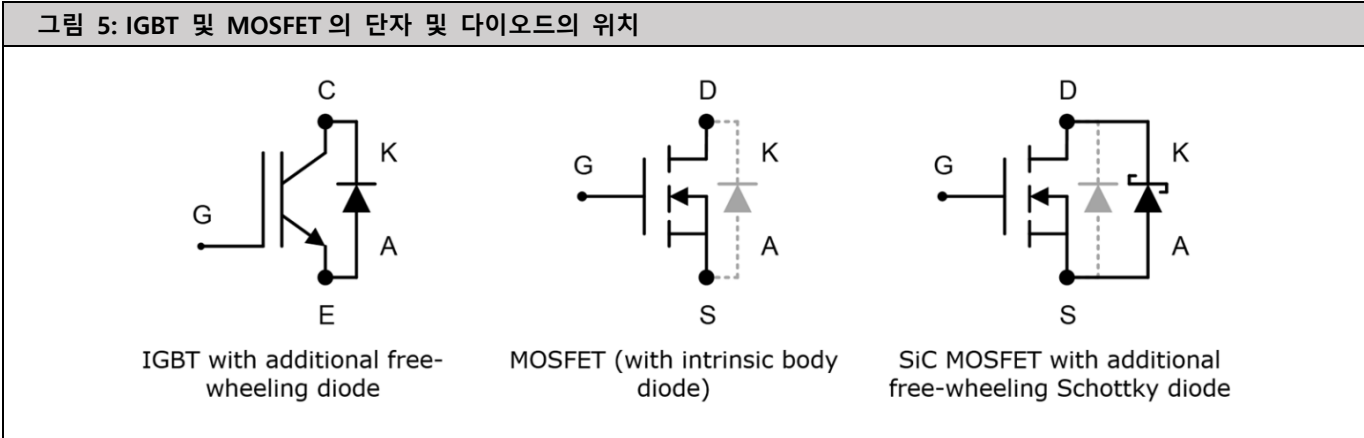 그림 5: IGBT 및 MOSFET 의 단자 및 다이오드의 위치
C
K
G
A
E
IGBT with additional free-
wheeling diode
D
K
G
A
S
MOSFET (with intrinsic body
diode)
D
K
G
A
S
SiC MOSFET with additional
free-wheeling Schottky diode